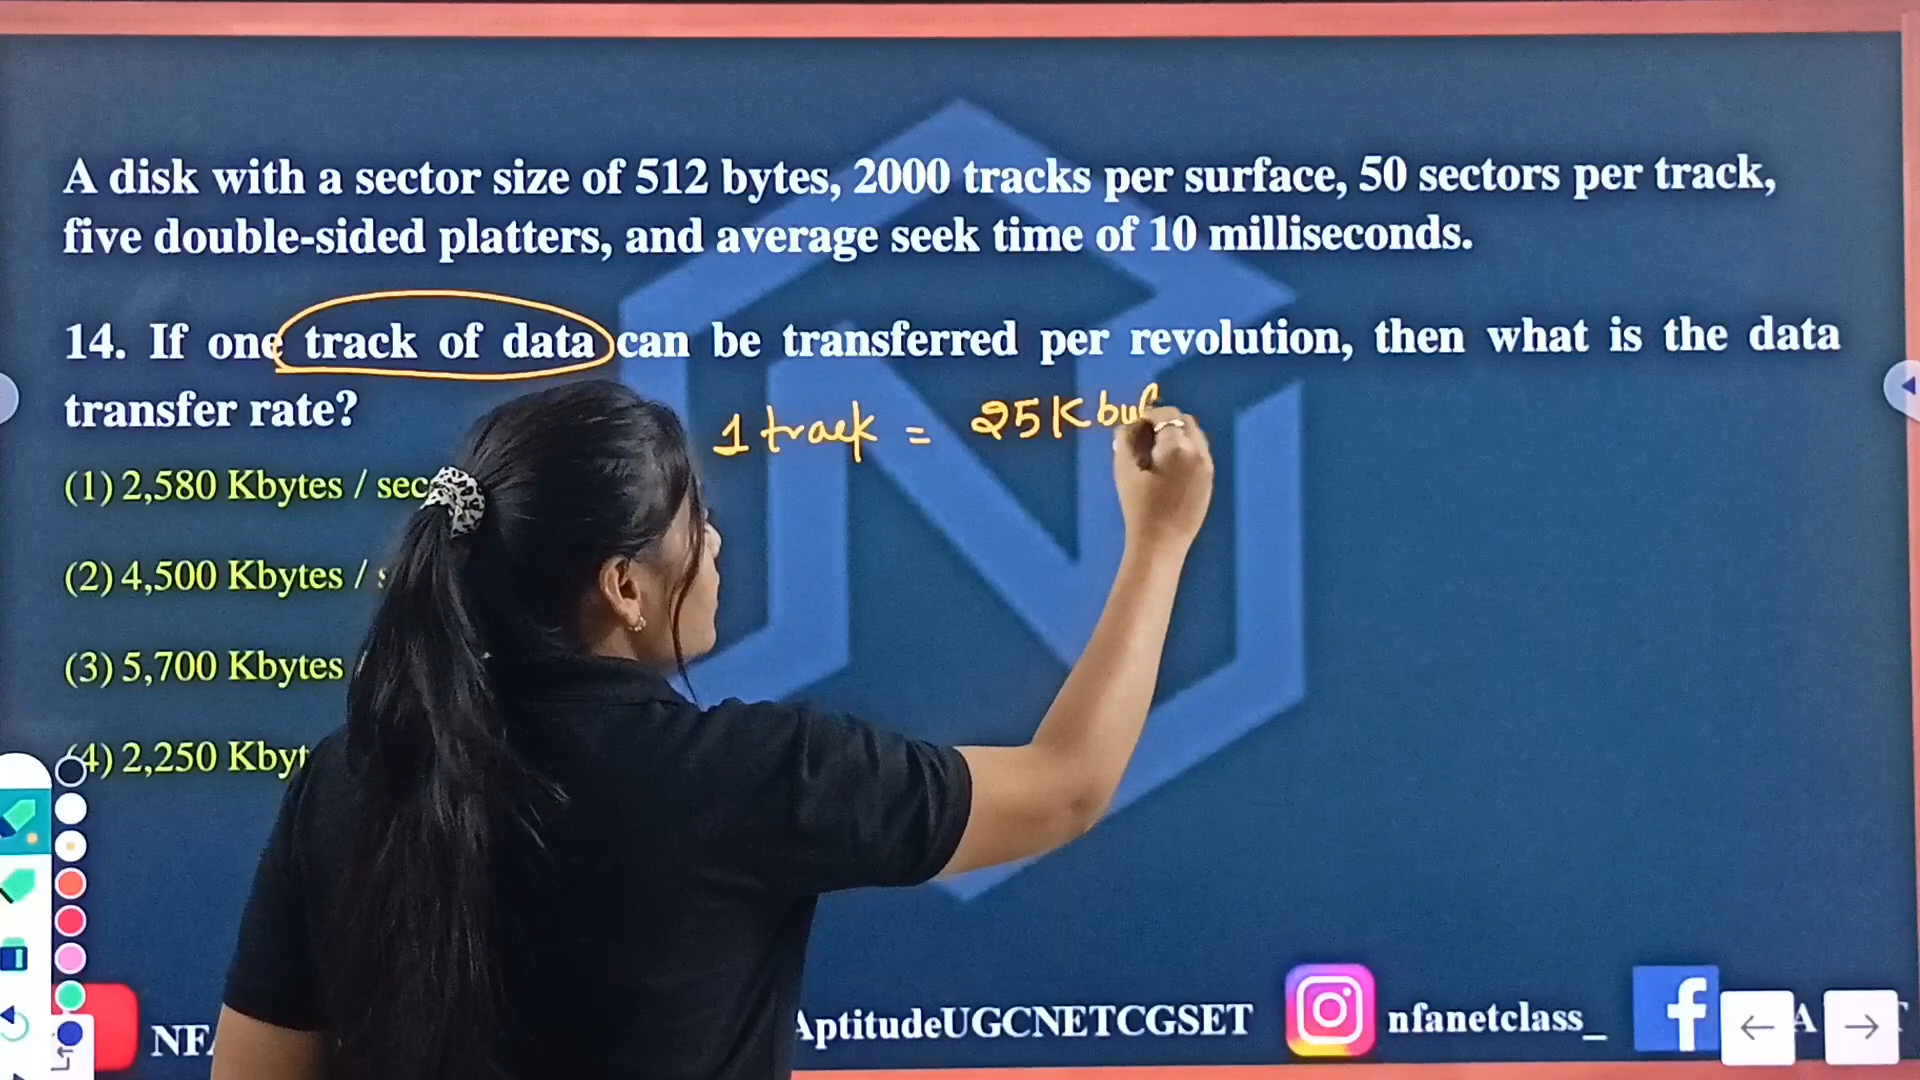 A disk with a sector size of 512 bytes, 2000 tracks per surface, 50 sectors per track,
five double-sided platters, and average seek time of 10 milliseconds.
14. If one track of data can be transferred per revolution, then what is the data
transfer rate?
1 track = 25K
(1) 2,580 Kbytes / sec
(2) 4,500 Kbytes /
(3) 5,700 Kbytes
(4) 2,250 Kbyt
NF
AptitudeUGCNETCGSET
nfanetclass_
A